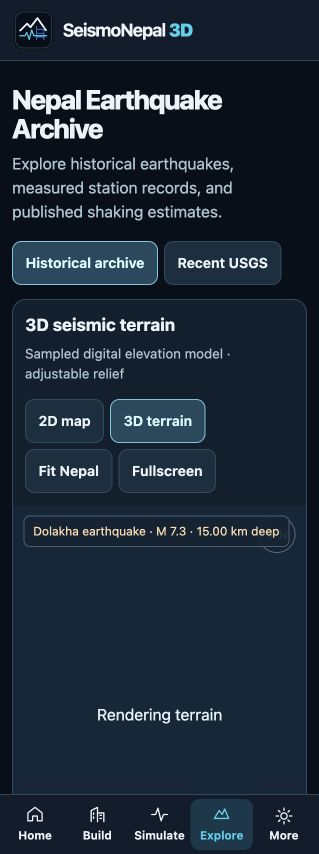 SeismoNepal 3D
Nepal Earthquake
Archive
Explore historical earthquakes,
measured station records, and
published shaking estimates.
Historical archive
Recent USGS
3D seismic terrain
Sampled digital elevation model ·
adjustable relief
2D map
3D terrain
Fit Nepal
Fullscreen
Dolakha earthquake · M 7.3 · 15.00 km deep
Rendering terrain
Home
Build
Simulate
Explore
More